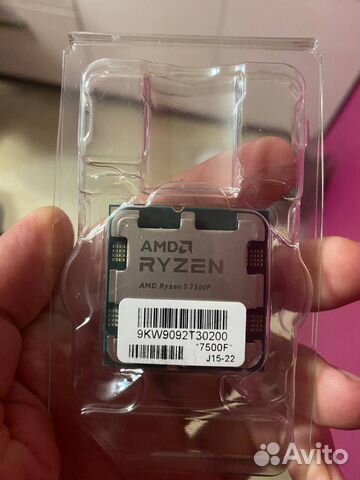 AMD
RYZEN
AMD Ryzen 5 7500F
9KW9092T30200
*7500F*
J15-22
Avito